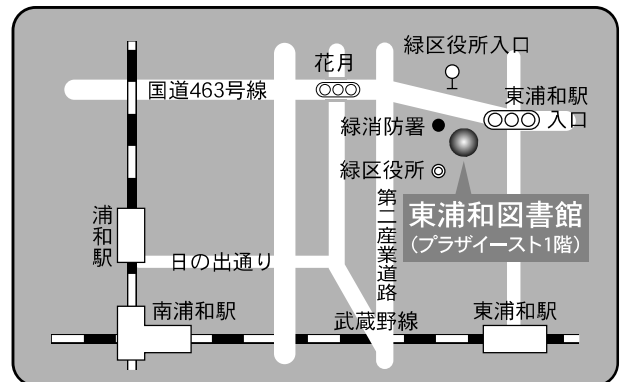 緑区役所入口
花月
国道463号線
東浦和駅
入口
緑消防署
緑区役所
第二産業道路
東浦和図書館
(プラザイースト1階)
浦和駅
日の出通り
南浦和駅
武蔵野線
東浦和駅